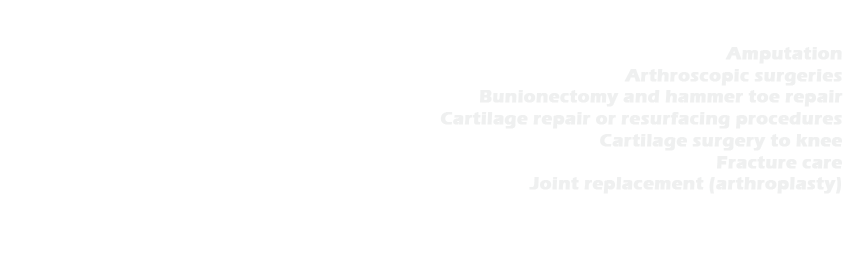 Amputation
Arthroscopic surgeries
Bunionectomy and hammer toe repair
Cartilage repair or resurfacing procedures
Cartilage surgery to knee
Fracture care
Joint replacement (arthroplasty)